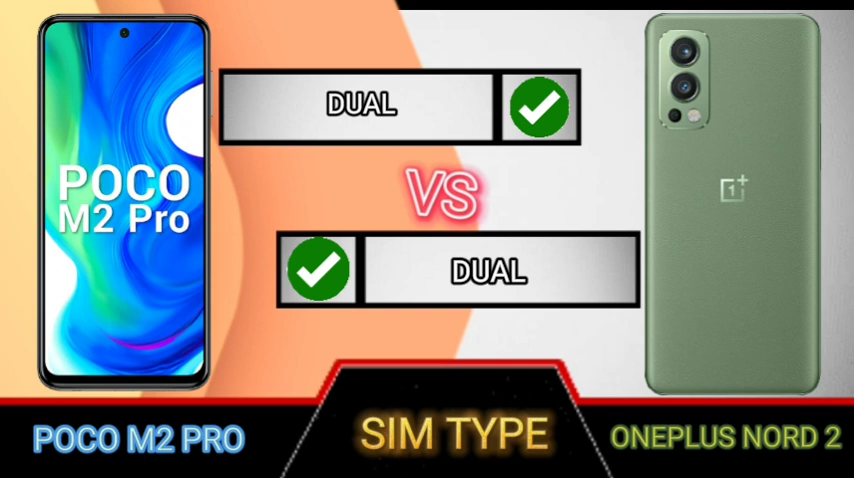 POCO
M2 Pro
DUAL
VS
DUAL
POCO M2 PRO
SIM TYPE
ONEPLUS NORD 2